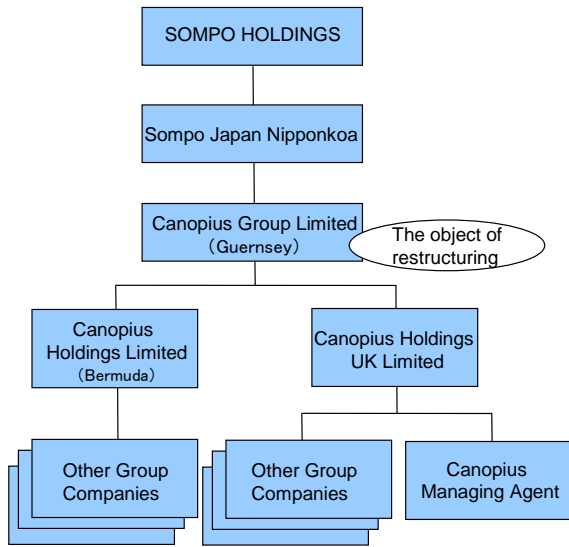 SOMPO HOLDINGS
Sompo Japan Nipponkoa
Canopius Group Limited
（Guernsey）
The object of
restructuring
Canopius
Holdings Limited
（Bermuda）
Canopius Holdings
UK Limited
Other Group
Companies
Other Group
Companies
Canopius
Managing Agent